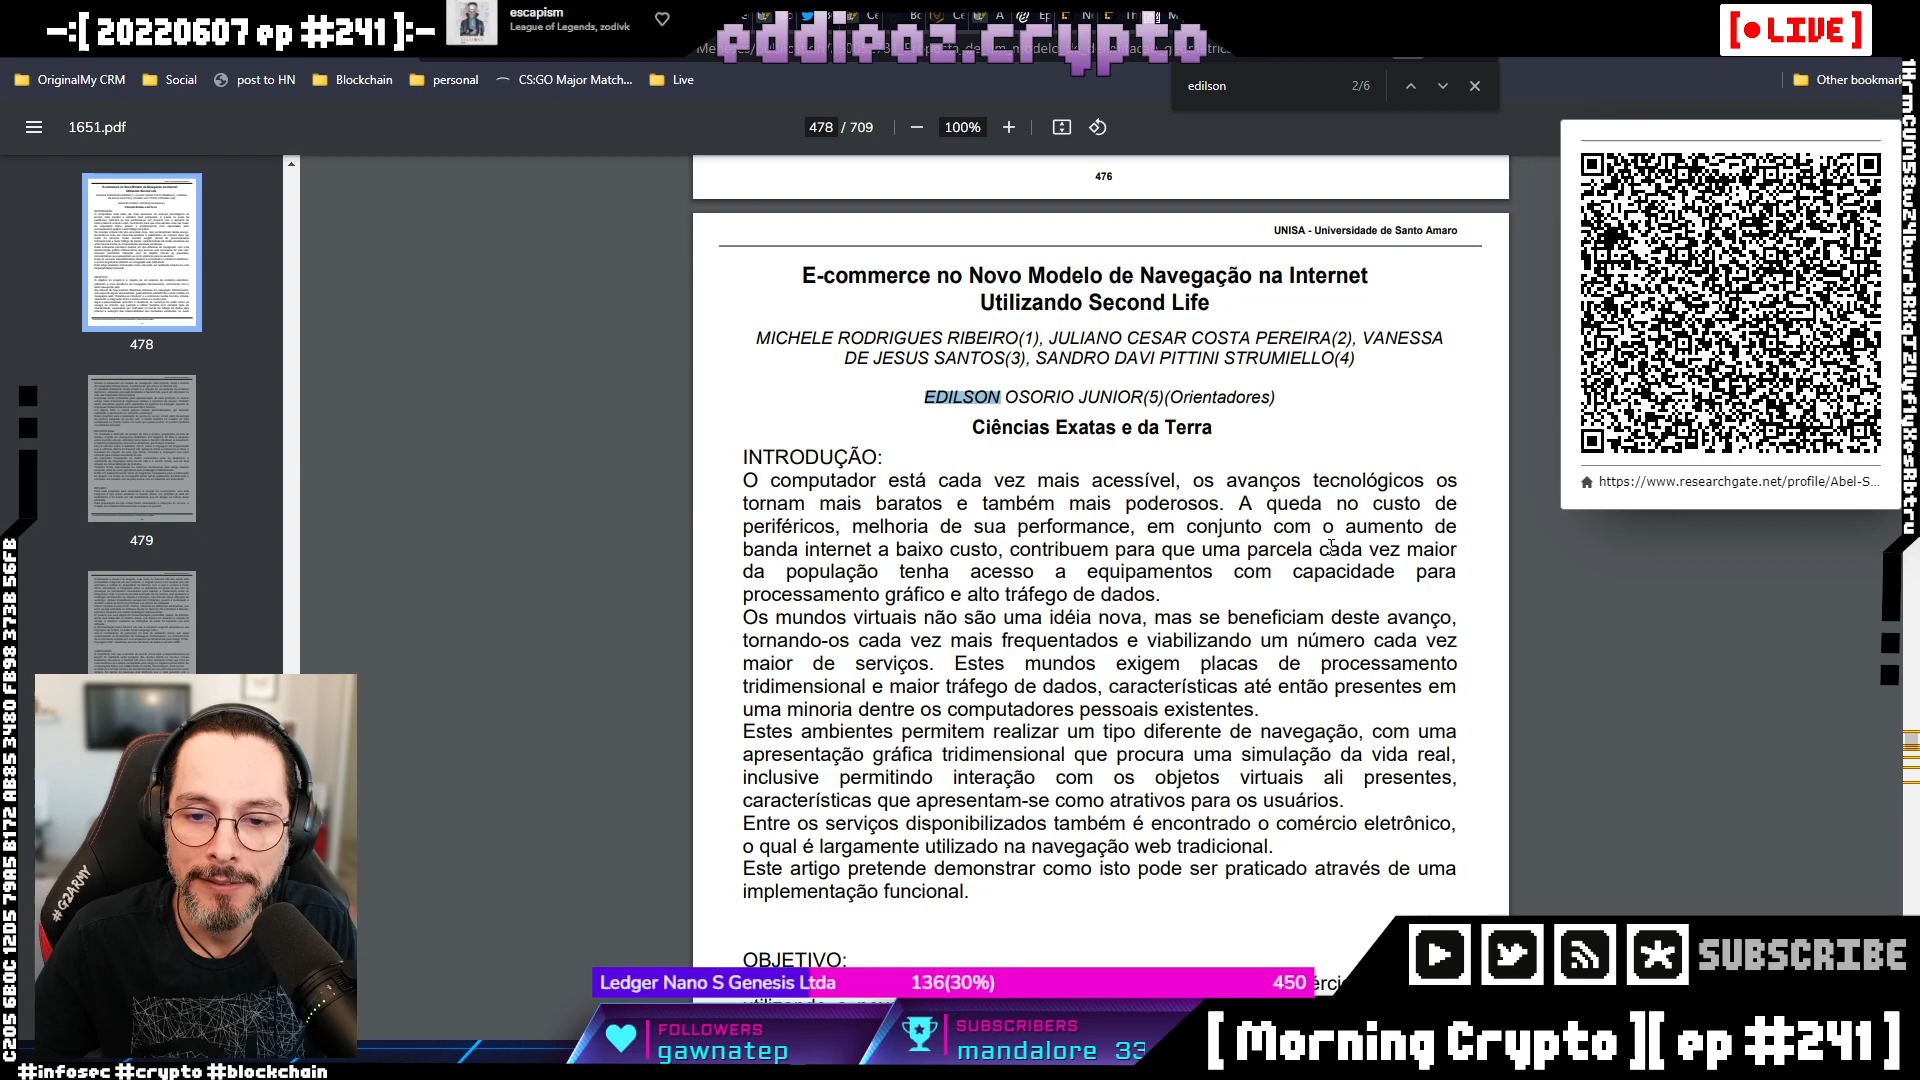 -:[ 20220607 ep #241 ]:-
escapism
League of Legends, zodivk
eddieoz.crypto
[ LIVE ]
OriginalMy CRM
Social
post to HN
Blockchain
personal
CS:GO Major Match...
Live
Other bookmark
edilson
2/6
1651.pdf
478 / 709
100%
476
UNISA - Universidade de Santo Amaro
E-commerce no Novo Modelo de Navegação na Internet
Utilizando Second Life
MICHELE RODRIGUES RIBEIRO(1), JULIANO CESAR COSTA PEREIRA(2), VANESSA
DE JESUS SANTOS(3), SANDRO DAVI PITTINI STRUMIELLO(4)
EDILSON OSORIO JUNIOR(5)(Orientadores)
Ciências Exatas e da Terra
INTRODUÇÃO:
O computador está cada vez mais acessível, os avanços tecnológicos os
tornam mais baratos e também mais poderosos. A queda no custo de
periféricos, melhoria de sua performance, em conjunto com o aumento de
banda internet a baixo custo, contribuem para que uma parcela cada vez maior
da população tenha acesso a equipamentos com capacidade para
processamento gráfico e alto tráfego de dados.
Os mundos virtuais não são uma idéia nova, mas se beneficiam deste avanço,
tornando-os cada vez mais frequentados e viabilizando um número cada vez
maior de serviços. Estes mundos exigem placas de processamento
tridimensional e maior tráfego de dados, características até então presentes em
uma minoria dentre os computadores pessoais existentes.
Estes ambientes permitem realizar um tipo diferente de navegação, com uma
apresentação gráfica tridimensional que procura uma simulação da vida real,
inclusive permitindo interação com os objetos virtuais ali presentes,
características que apresentam-se como atrativos para os usuários.
Entre os serviços disponibilizados também é encontrado o comércio eletrônico,
o qual é largamente utilizado na navegação web tradicional.
Este artigo pretende demonstrar como isto pode ser praticado através de uma
implementação funcional.
OBJETIVO:
478
479
https://www.researchgate.net/profile/Abel-S...
#G2ARMY
Ledger Nano S Genesis Ltda
136(30%)
450
FOLLOWERS
gawnatep
SUBSCRIBERS
mandalore 33
SUBSCRIBE
[ Morning Crypto ][ ep #241 ]
C205 6B0C 12D5 79A5 B172 AB85 3480 FB98 373B 56FB
#infosec #crypto #blockchain